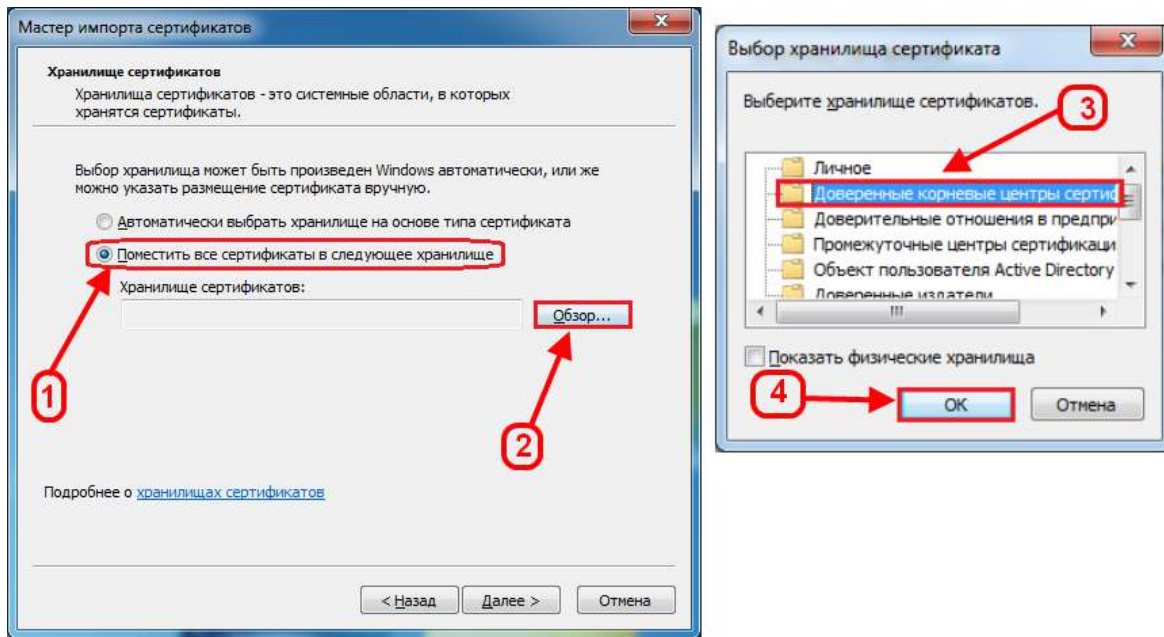 Мастер импорта сертификатов
Хранилище сертификатов
Хранилища сертификатов - это системные области, в которых
хранятся сертификаты.
Выбор хранилища может быть произведен Windows автоматически, или же
можно указать размещение сертификата вручную.
Автоматически выбрать хранилище на основе типа сертификата
Поместить все сертификаты в следующее хранилище
Хранилище сертификатов:
Обзор...
1
2
Подробнее о хранилищах сертификатов
< Назад
Далее >
Отмена
Выбор хранилища сертификата
Выберите хранилище сертификатов.
3
Личное
Доверенные корневые центры сертиф
Доверительные отношения в предпри
Промежуточные центры сертификаци
Объект пользователя Active Directory
Доверенные издатели
Показать физические хранилища
4
OK
Отмена